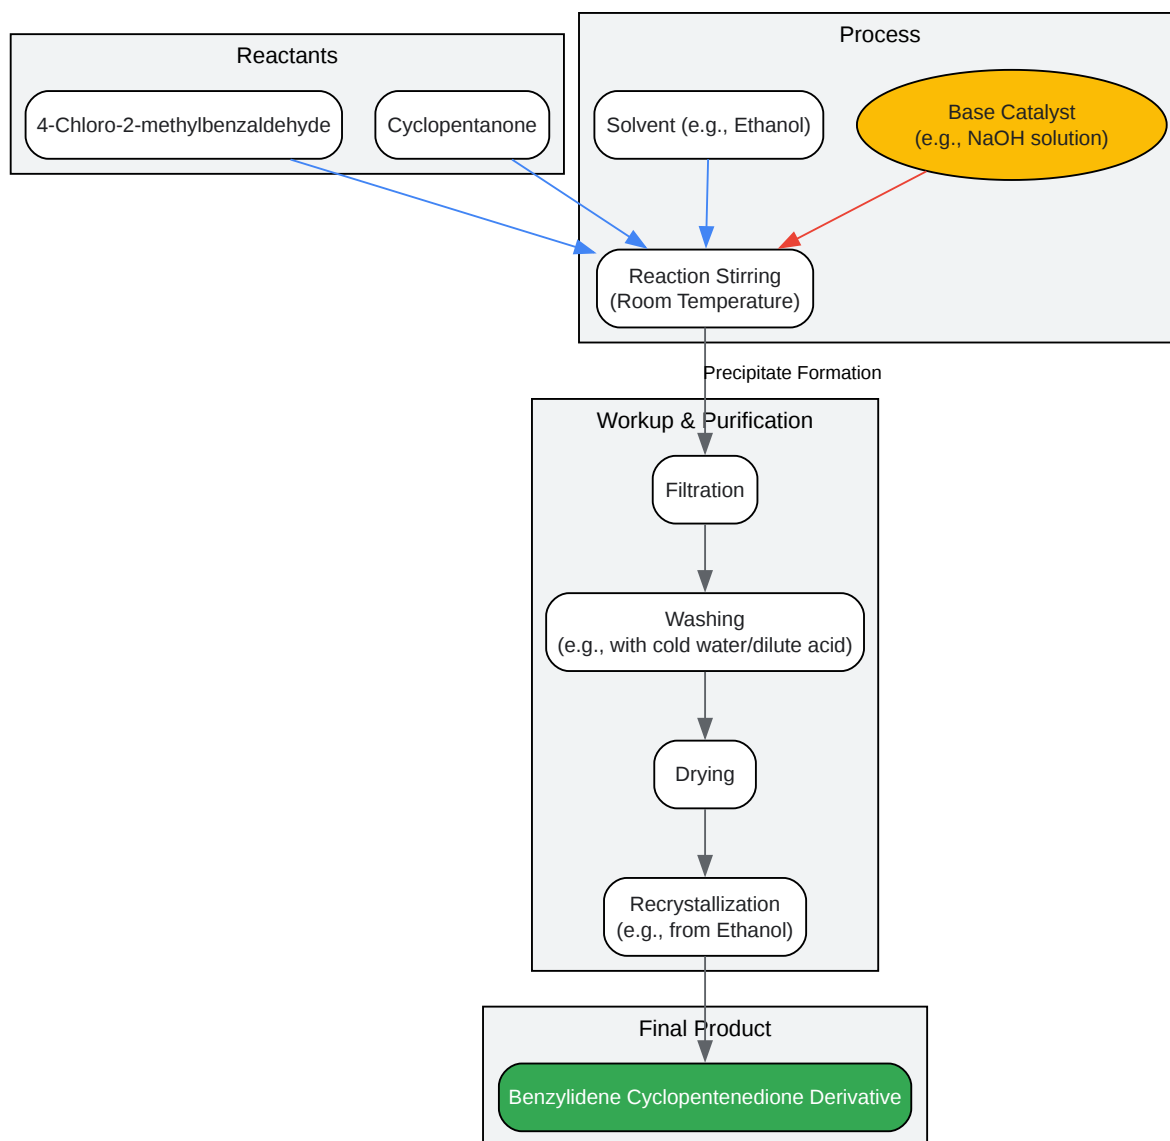 Reactants
4-Chloro-2-methylbenzaldehyde
Cyclopentanone
Process
Solvent (e.g., Ethanol)
Base Catalyst
(e.g., NaOH solution)
Reaction Stirring
(Room Temperature)
Precipitate Formation
Workup & Purification
Filtration
Washing
(e.g., with cold water/dilute acid)
Drying
Recrystallization
(e.g., from Ethanol)
Final Product
Benzylidene Cyclopentenedione Derivative